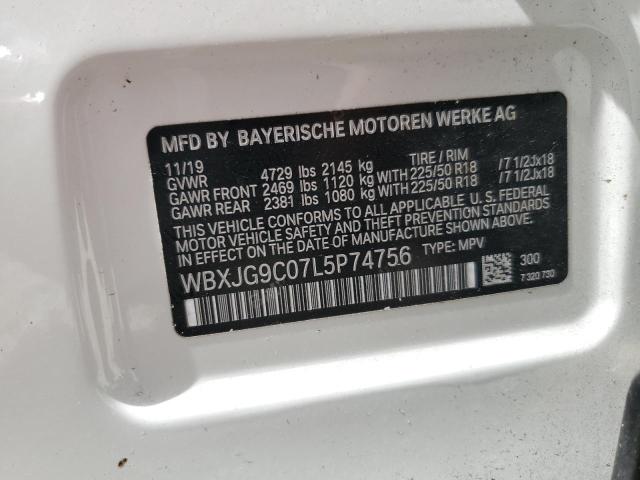 MFD BY BAYERISCHE MOTOREN WERKE AG
11/19 TIRE / RIM
GVWR 4729 lbs 2145 kg
GAWR FRONT 2469 lbs 1120 kg WITH 225/50 R18 /7 1/2Jx18
GAWR REAR 2381 lbs 1080 kg WITH 225/50 R18 /7 1/2Jx18
THIS VEHICLE CONFORMS TO ALL APPLICABLE U.S. FEDERAL
MOTOR VEHICLE SAFETY AND THEFT PREVENTION STANDARDS
IN EFFECT ON THE DATE OF MANUFACTURE SHOWN ABOVE.
WBXJG9C07L5P74756 TYPE: MPV
300
7 320 730